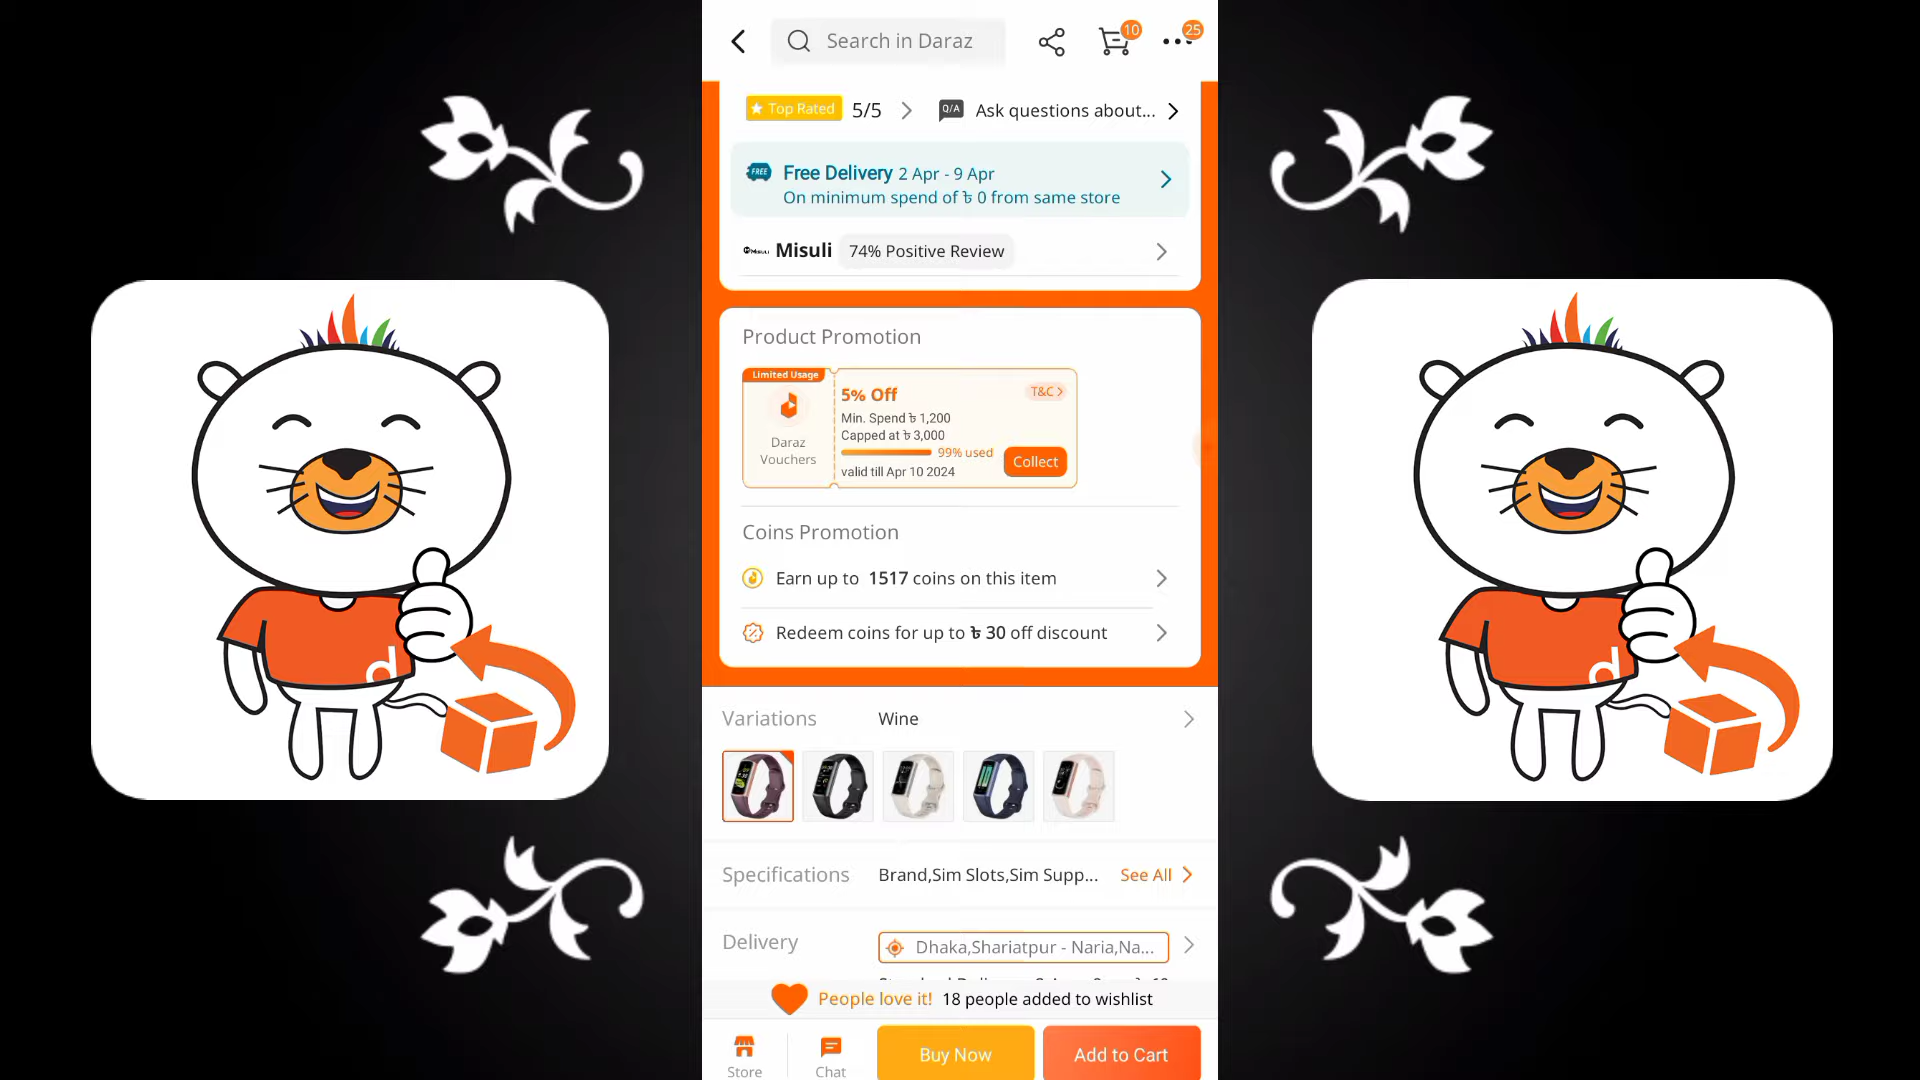 Search in Daraz
10
25
Top Rated 5/5
Q/A Ask questions about...
FREE Free Delivery 2 Apr - 9 Apr
On minimum spend of ৳ 0 from same store
Misuli 74% Positive Review
Product Promotion
Limited Usage
5% Off
T&C
Min. Spend ৳ 1,200
Capped at ৳ 3,000
Daraz
Vouchers
99% used
Collect
valid till Apr 10 2024
Coins Promotion
Earn up to 1517 coins on this item
Redeem coins for up to ৳ 30 off discount
Variations Wine
Specifications Brand,Sim Slots,Sim Supp... See All
Delivery Dhaka,Shariatpur - Naria,Na...
People love it! 18 people added to wishlist
Store
Chat
Buy Now
Add to Cart
d
d